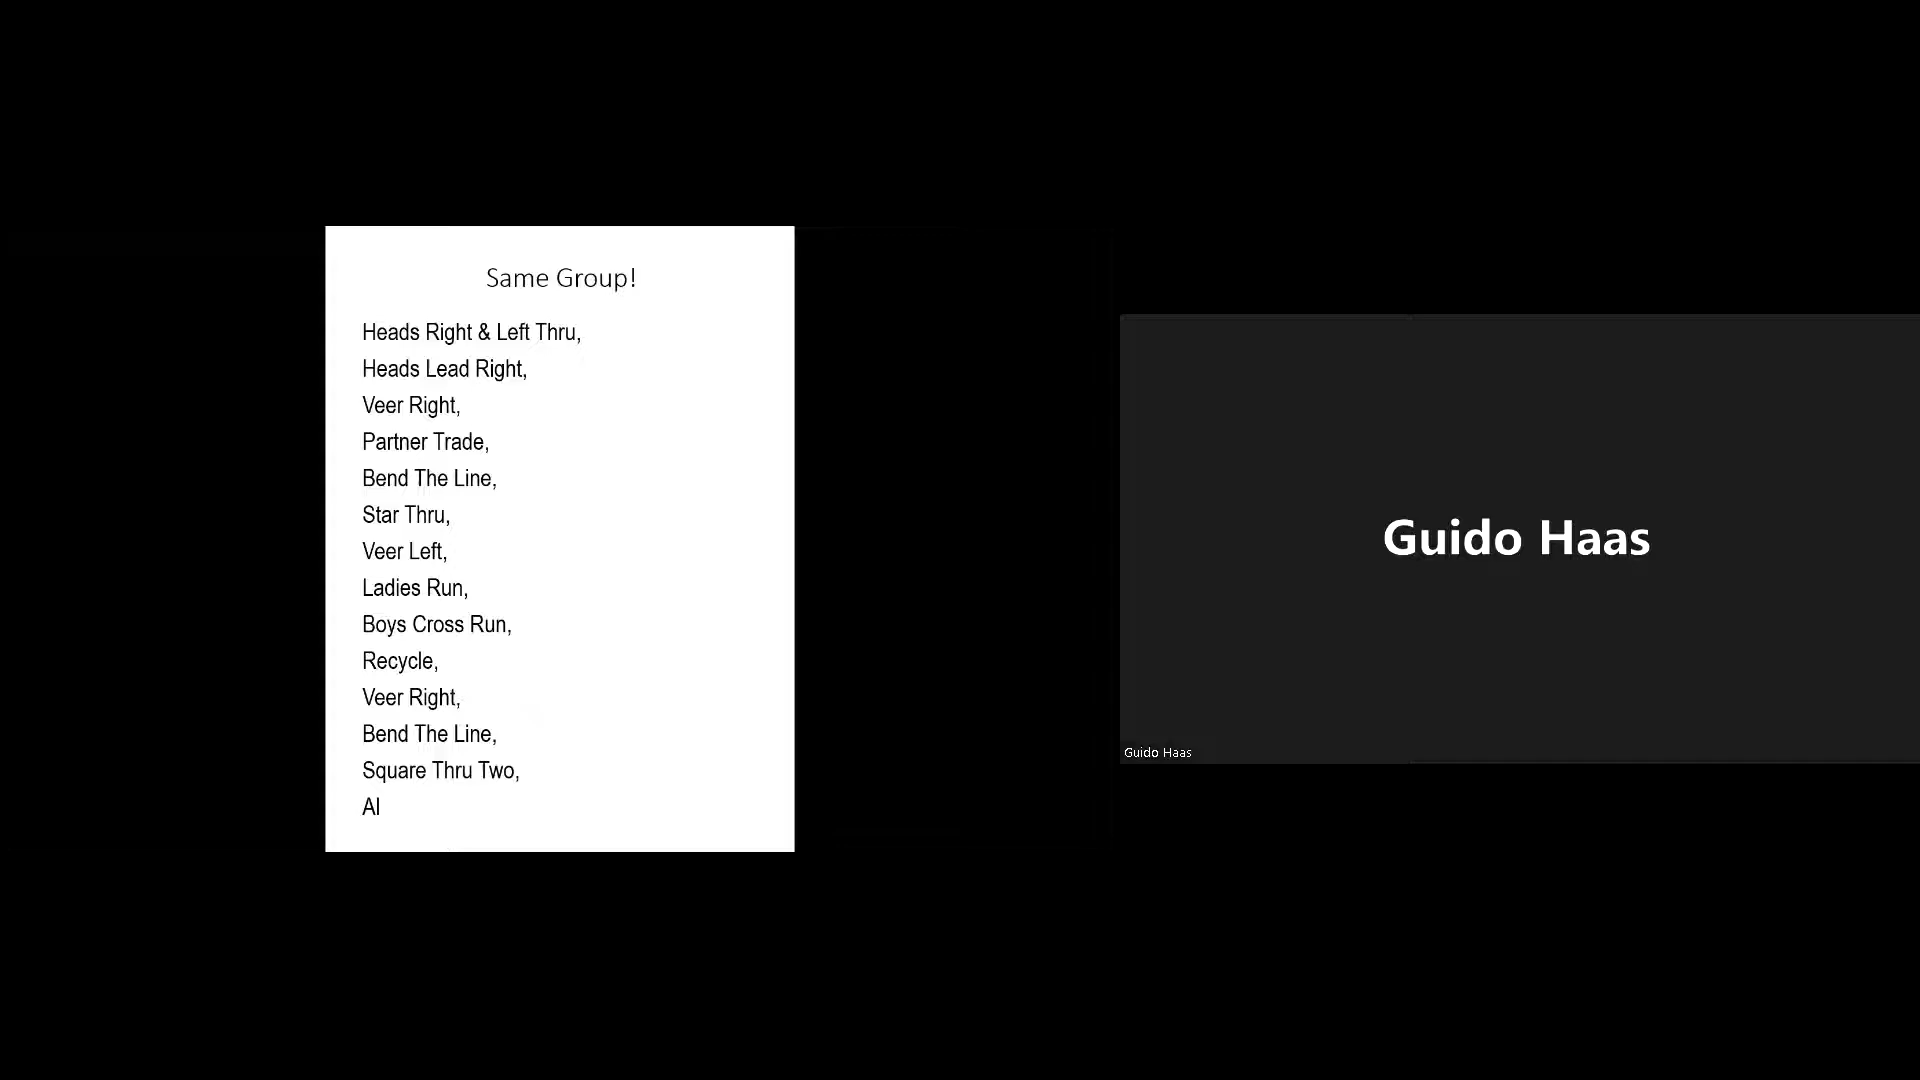 Same Group!
Heads Right & Left Thru,
Heads Lead Right,
Veer Right,
Partner Trade,
Bend The Line,
Star Thru,
Veer Left,
Ladies Run,
Boys Cross Run,
Recycle,
Veer Right,
Bend The Line,
Square Thru Two,
Al
Guido Haas
Guido Haas